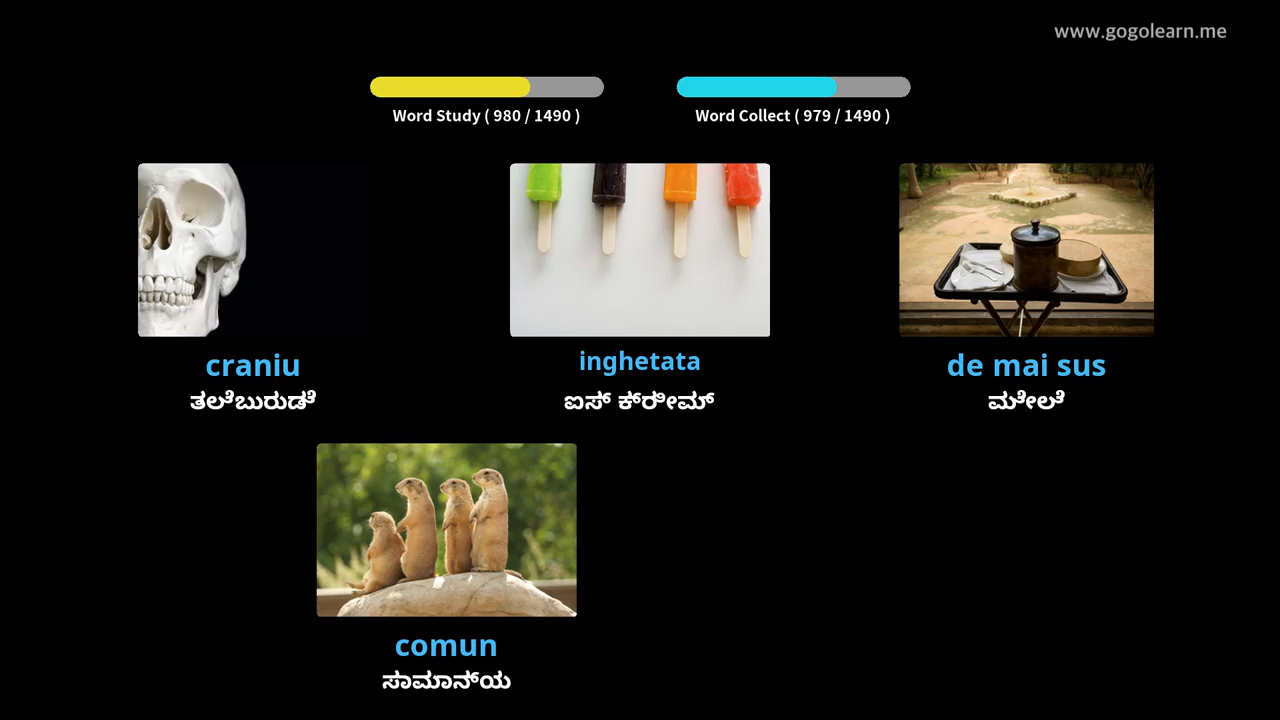 www.gogolearn.me
Word Study ( 980 / 1490 )
Word Collect ( 979 / 1490 )
craniu
inghetata
de mai sus
ತಲೆಬುರುಡೆ
ಐಸ್ ಕ್ರೀಮ್
ಮೇಲೆ
comun
ಸಾಮಾನ್ಯ